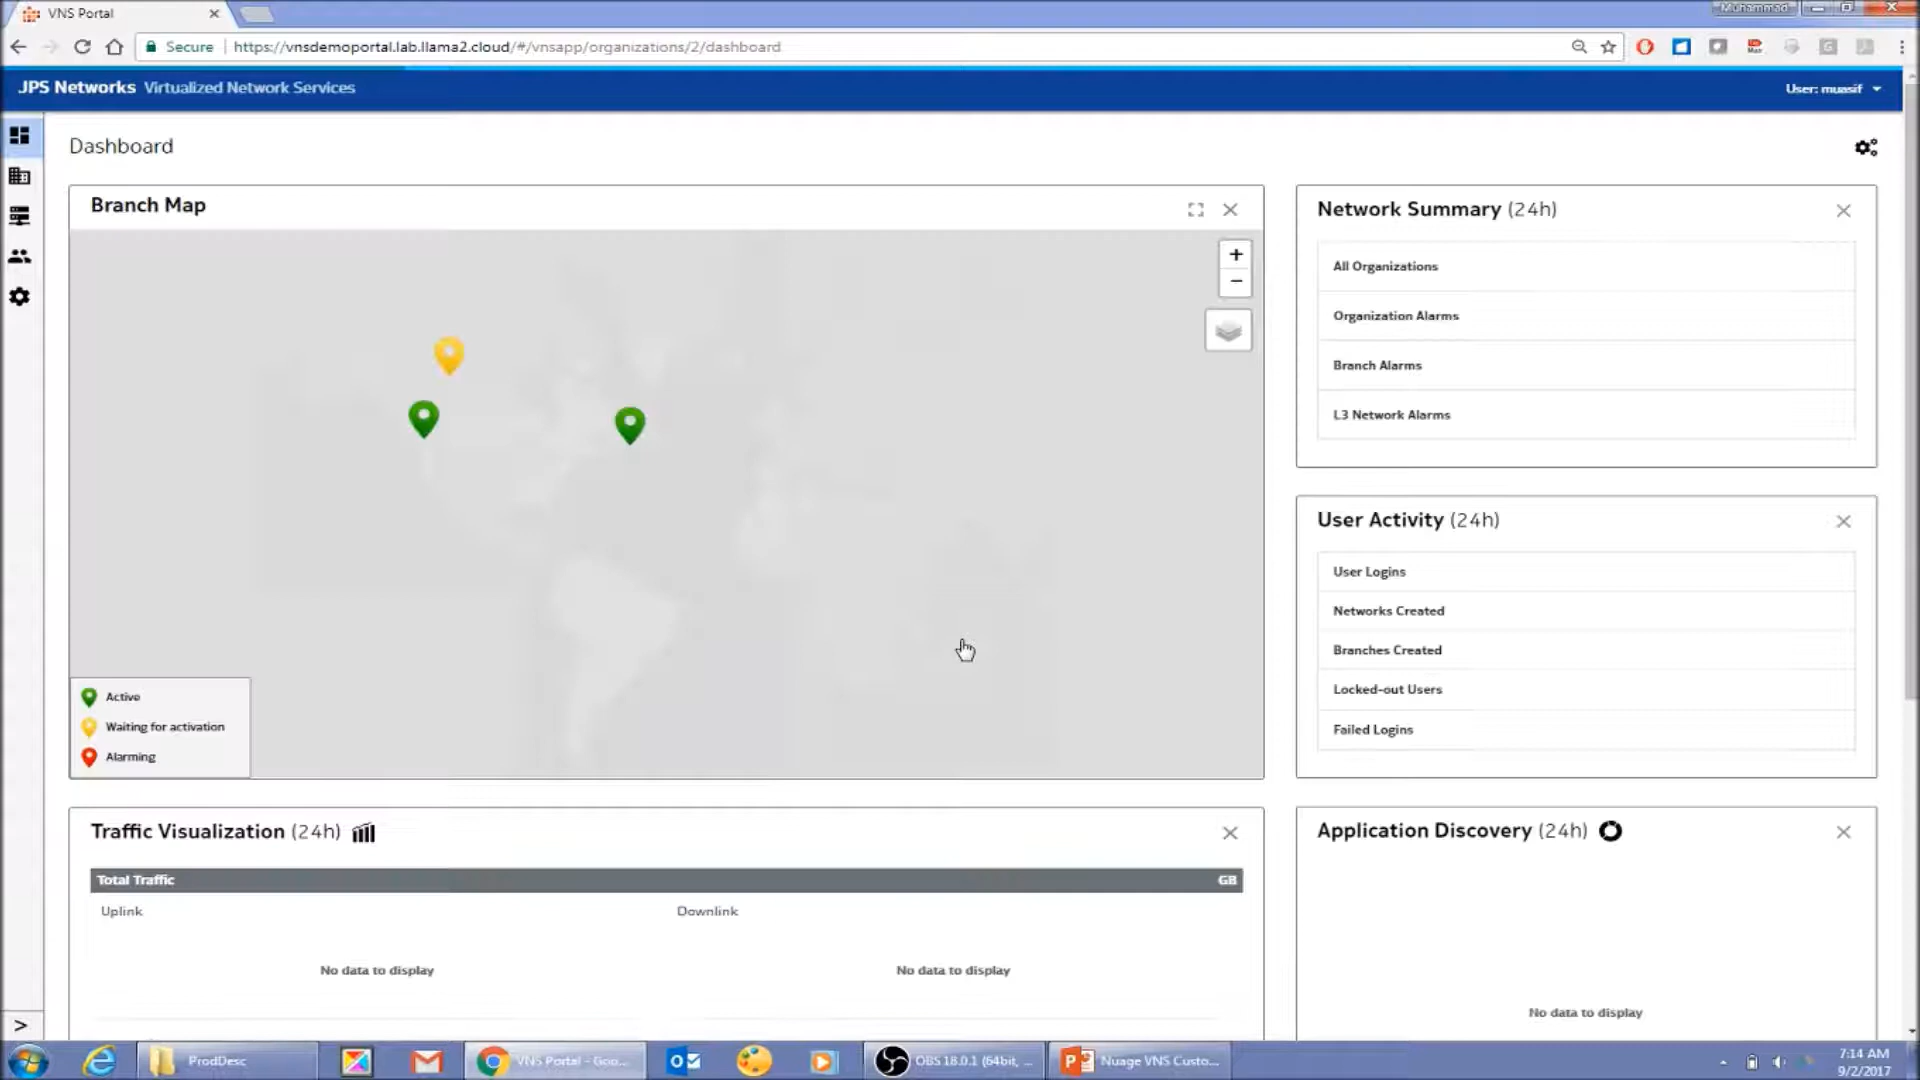 VNS Portal
Muhammad
Secure https://vnsdemoportal.lab.llama2.cloud/#/vnsapp/organizations/2/dashboard
JPS Networks Virtualized Network Services
User: muasif
Dashboard
Branch Map
+
−
Active
Waiting for activation
Alarming
Network Summary (24h)
All Organizations
Organization Alarms
Branch Alarms
L3 Network Alarms
User Activity (24h)
User Logins
Networks Created
Branches Created
Locked-out Users
Failed Logins
Traffic Visualization (24h)
Total Traffic GB
Uplink Downlink
No data to display No data to display
Application Discovery (24h)
No data to display
>
ProdDesc
VNS Portal - Goo...
OBS 18.0.1 (64bit, ...
Nuage VNS Custo...
7:14 AM
9/2/2017